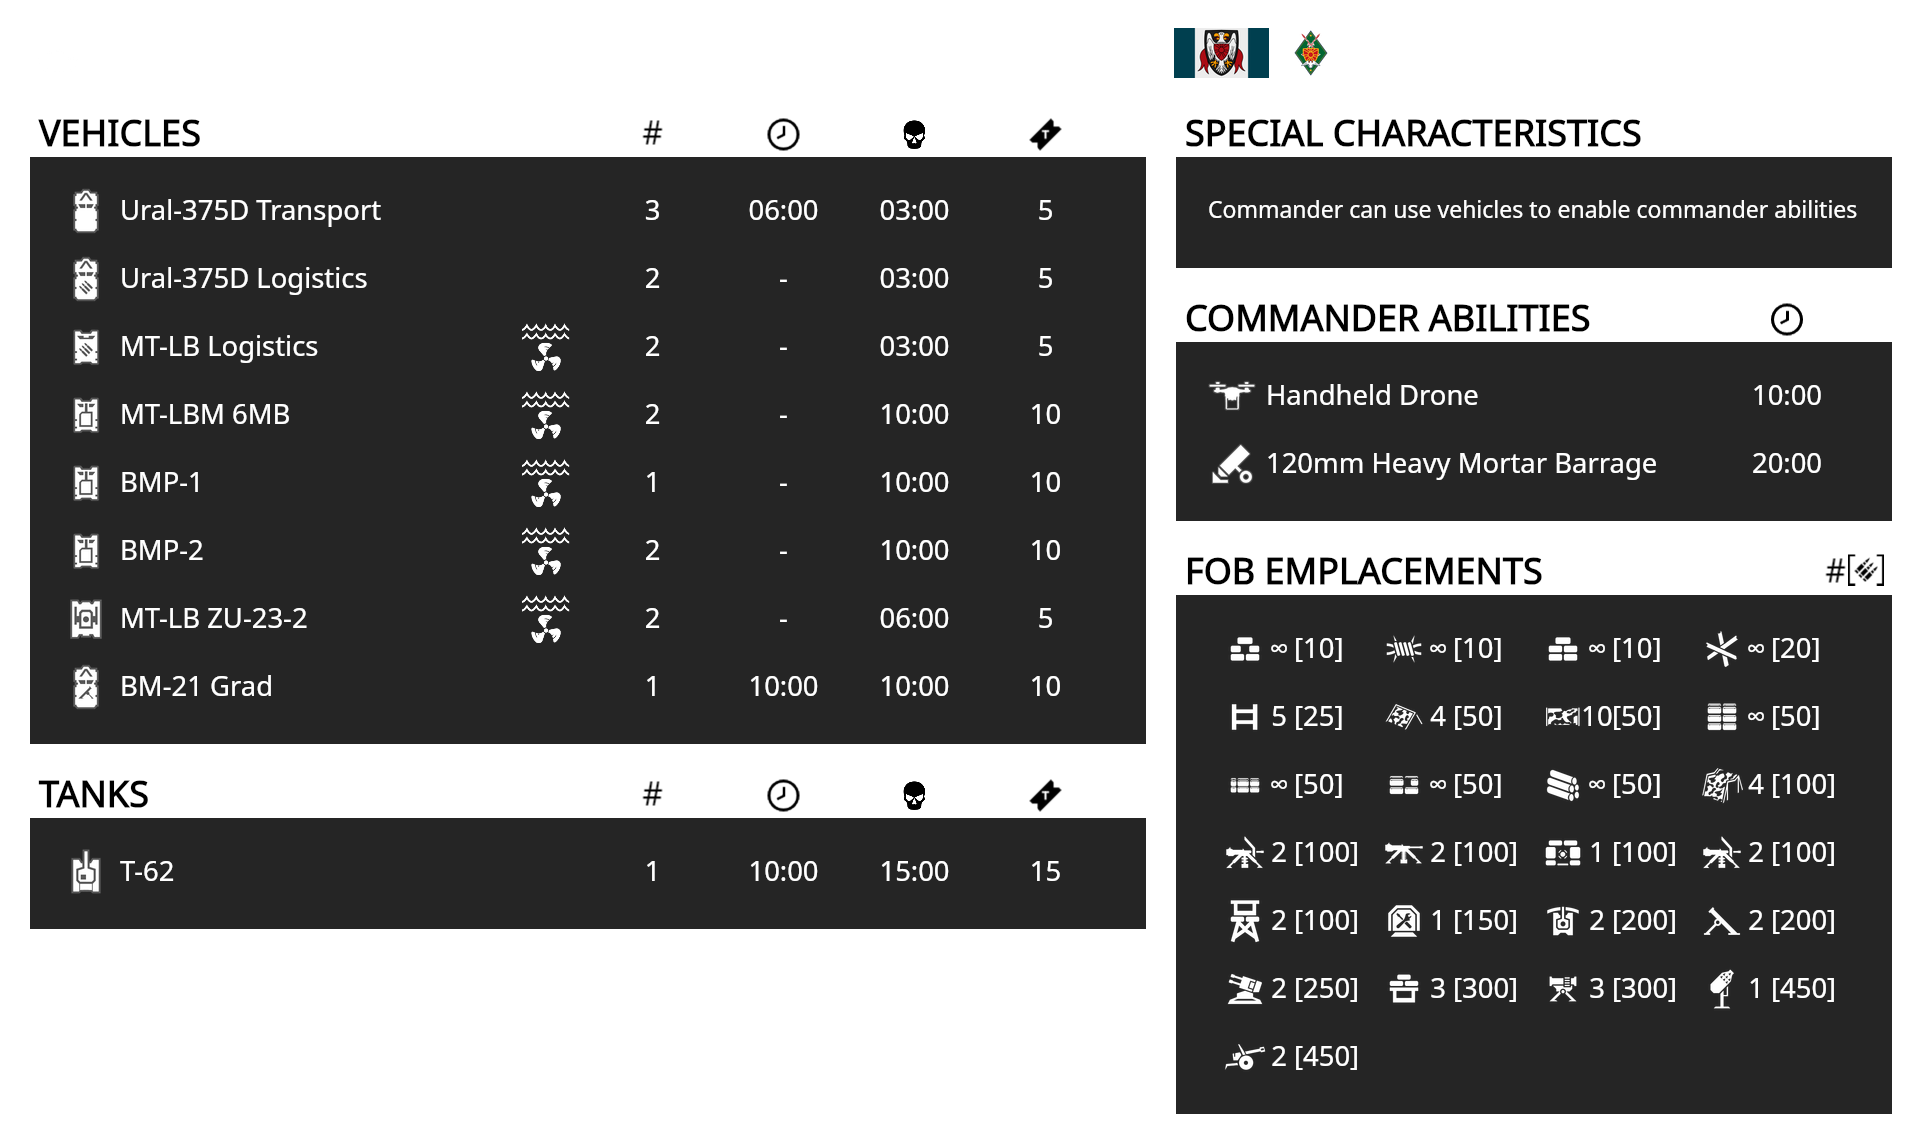 VEHICLES #
Ural-375D Transport 3 06:00 03:00 5
Ural-375D Logistics 2 - 03:00 5
MT-LB Logistics 2 - 03:00 5
MT-LBM 6MB 2 - 10:00 10
BMP-1 1 - 10:00 10
BMP-2 2 - 10:00 10
MT-LB ZU-23-2 2 - 06:00 5
BM-21 Grad 1 10:00 10:00 10
TANKS #
T-62 1 10:00 15:00 15
SPECIAL CHARACTERISTICS
Commander can use vehicles to enable commander abilities
COMMANDER ABILITIES
Handheld Drone 10:00
120mm Heavy Mortar Barrage 20:00
FOB EMPLACEMENTS #[]
∞ [10] ∞ [10] ∞ [10] ∞ [20]
5 [25] 4 [50] 10[50] ∞ [50]
∞ [50] ∞ [50] ∞ [50] 4 [100]
2 [100] 2 [100] 1 [100] 2 [100]
2 [100] 1 [150] 2 [200] 2 [200]
2 [250] 3 [300] 3 [300] 1 [450]
2 [450]